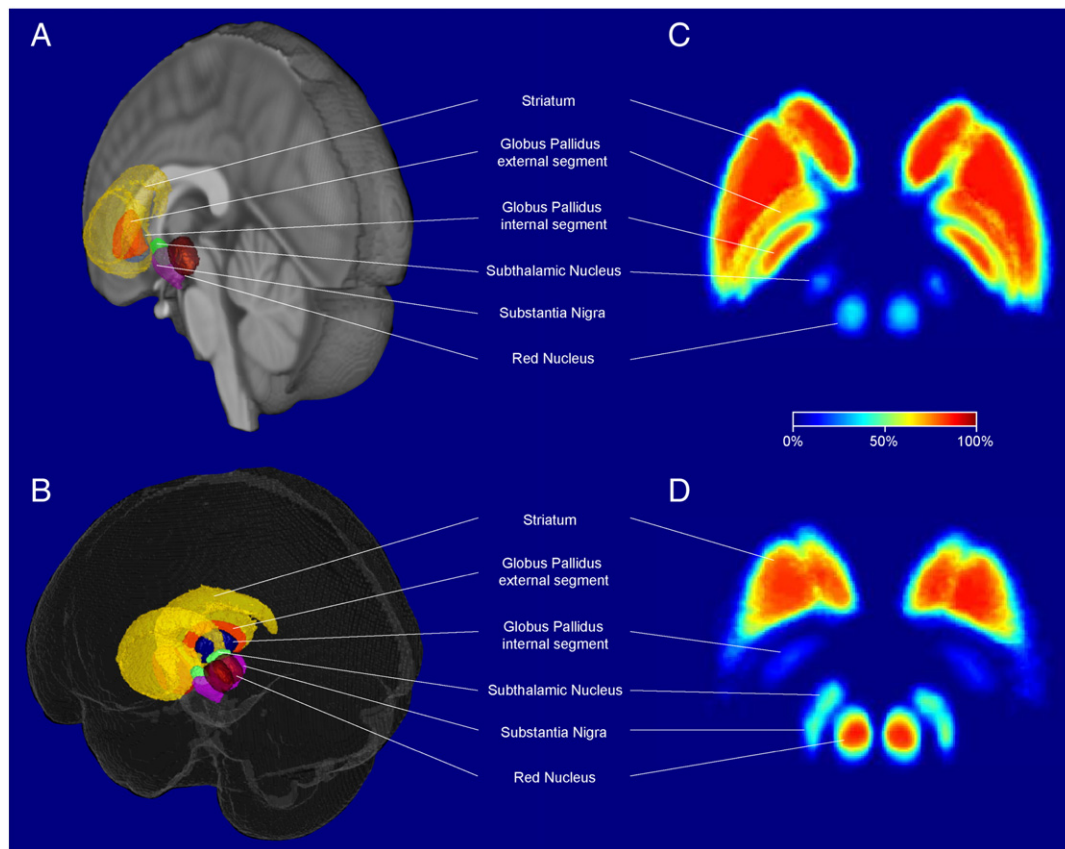 A
C
Striatum
Globus Pallidus
external segment
Globus Pallidus
internal segment
Subthalamic Nucleus
Substantia Nigra
Red Nucleus
0%
50%
100%
B
D
Striatum
Globus Pallidus
external segment
Globus Pallidus
internal segment
Subthalamic Nucleus
Substantia Nigra
Red Nucleus